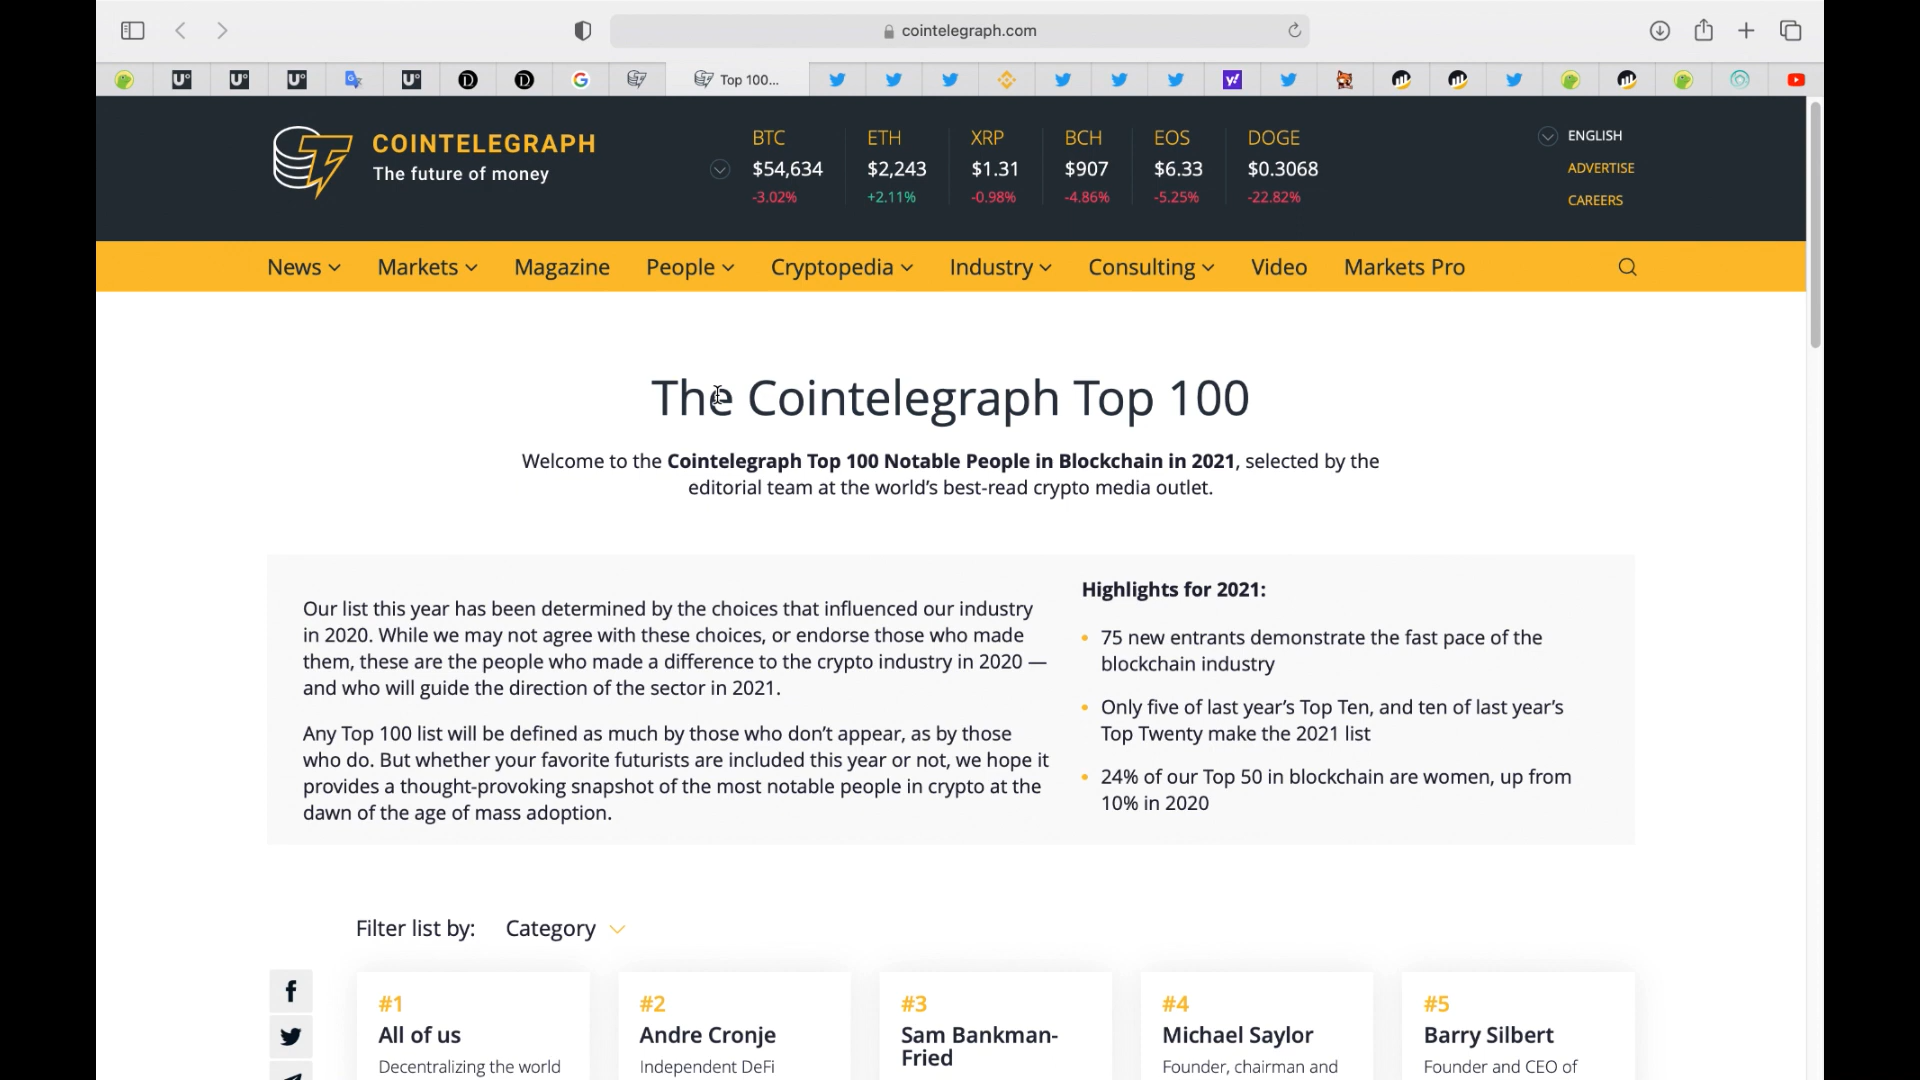 cointelegraph.com
Top 100...
COINTELEGRAPH
The future of money
BTC
$54,634
-3.02%
ETH
$2,243
+2.11%
XRP
$1.31
-0.98%
BCH
$907
-4.86%
EOS
$6.33
-5.25%
DOGE
$0.3068
-22.82%
ENGLISH
ADVERTISE
CAREERS
News
Markets
Magazine
People
Cryptopedia
Industry
Consulting
Video
Markets Pro
The Cointelegraph Top 100
Welcome to the Cointelegraph Top 100 Notable People in Blockchain in 2021, selected by the
editorial team at the world's best-read crypto media outlet.
Our list this year has been determined by the choices that influenced our industry
in 2020. While we may not agree with these choices, or endorse those who made
them, these are the people who made a difference to the crypto industry in 2020 —
and who will guide the direction of the sector in 2021.
Any Top 100 list will be defined as much by those who don't appear, as by those
who do. But whether your favorite futurists are included this year or not, we hope it
provides a thought-provoking snapshot of the most notable people in crypto at the
dawn of the age of mass adoption.
Highlights for 2021:
• 75 new entrants demonstrate the fast pace of the
blockchain industry
• Only five of last year's Top Ten, and ten of last year's
Top Twenty make the 2021 list
• 24% of our Top 50 in blockchain are women, up from
10% in 2020
Filter list by: Category
#1
All of us
Decentralizing the world
#2
Andre Cronje
Independent DeFi
#3
Sam Bankman-
Fried
#4
Michael Saylor
Founder, chairman and
#5
Barry Silbert
Founder and CEO of